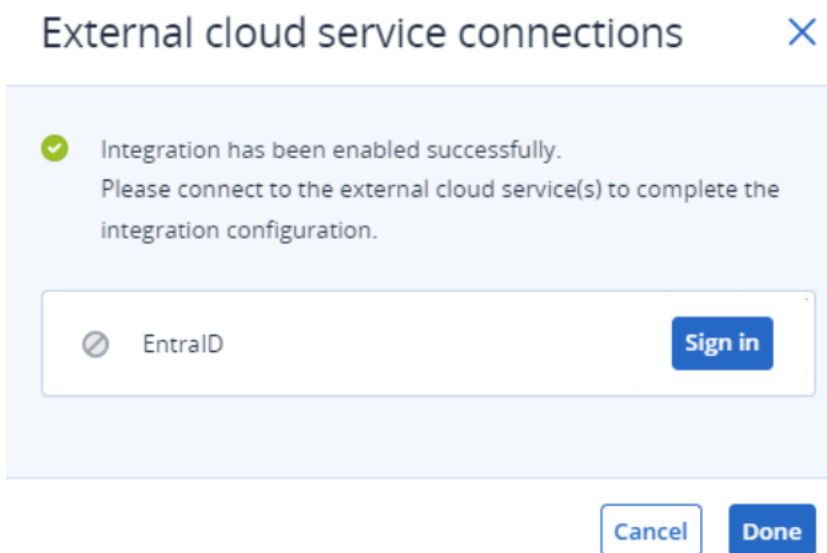 External cloud service connections
Integration has been enabled successfully.
Please connect to the external cloud service(s) to complete the
integration configuration.
EntraID
Sign in
Cancel
Done